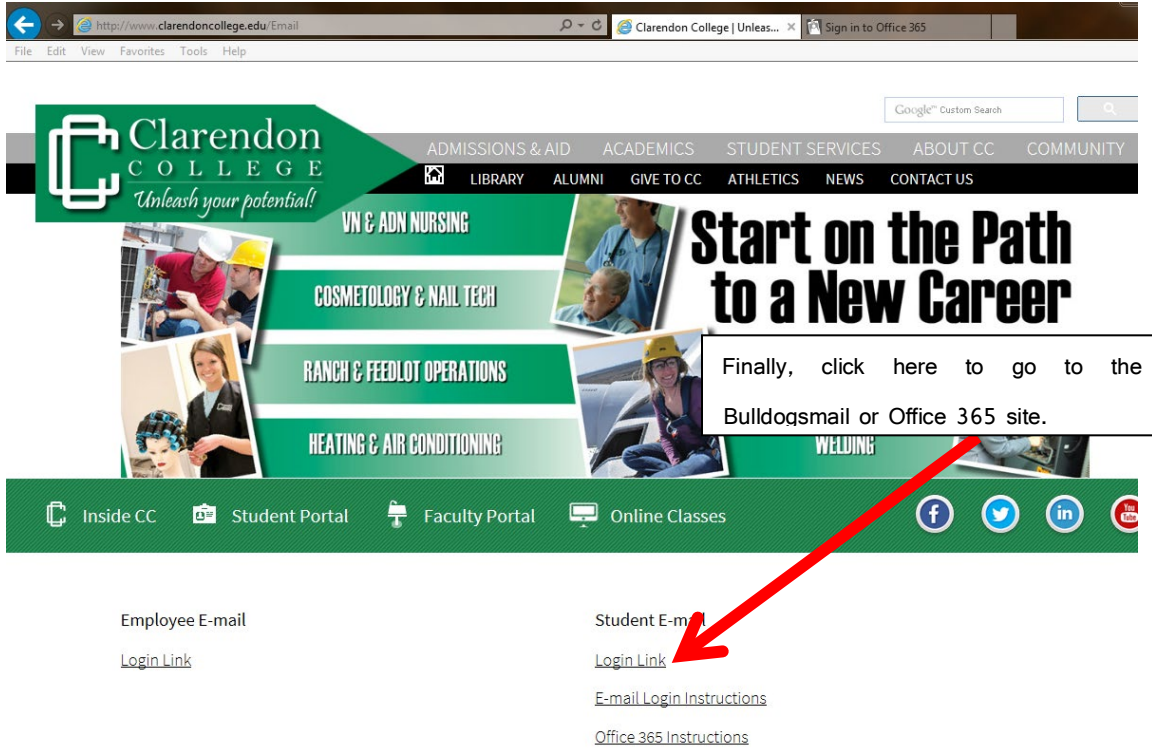 http://www.clarendoncollege.edu/Email
Clarendon College | Unleas...
Sign in to Office 365
File Edit View Favorites Tools Help
Google™ Custom Search
Clarendon
COLLEGE
Unleash your potential!
ADMISSIONS & AID ACADEMICS STUDENT SERVICES ABOUT CC COMMUNITY
LIBRARY ALUMNI GIVE TO CC ATHLETICS NEWS CONTACT US
VN & ADN NURSING
COSMETOLOGY & NAIL TECH
RANCH & FEEDLOT OPERATIONS
HEATING & AIR CONDITIONING
Start on the Path
to a New Career
Finally, click here to go to the
Bulldogsmail or Office 365 site.
WELDING
Inside CC Student Portal Faculty Portal Online Classes
You
Tube
Employee E-mail
Login Link
Student E-mail
Login Link
E-mail Login Instructions
Office 365 Instructions